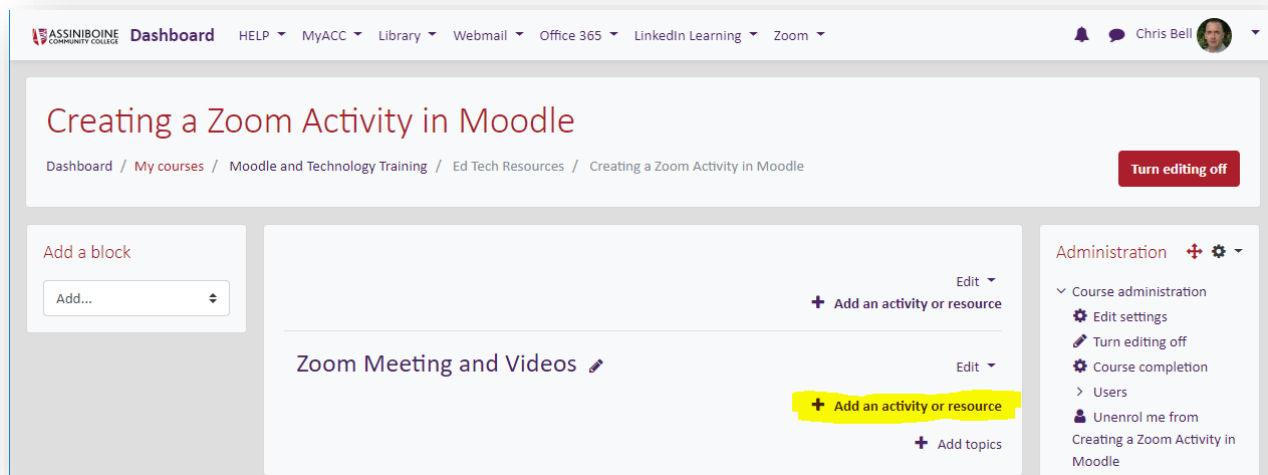 ASSINIBOINE
COMMUNITY COLLEGE
Dashboard HELP MyACC Library Webmail Office 365 LinkedIn Learning Zoom Chris Bell
Creating a Zoom Activity in Moodle
Dashboard / My courses / Moodle and Technology Training / Ed Tech Resources / Creating a Zoom Activity in Moodle
Turn editing off
Add a block
Add...
Edit
+ Add an activity or resource
Zoom Meeting and Videos
Edit
+ Add an activity or resource
+ Add topics
Administration
Course administration
Edit settings
Turn editing off
Course completion
> Users
Unenrol me from
Creating a Zoom Activity in
Moodle